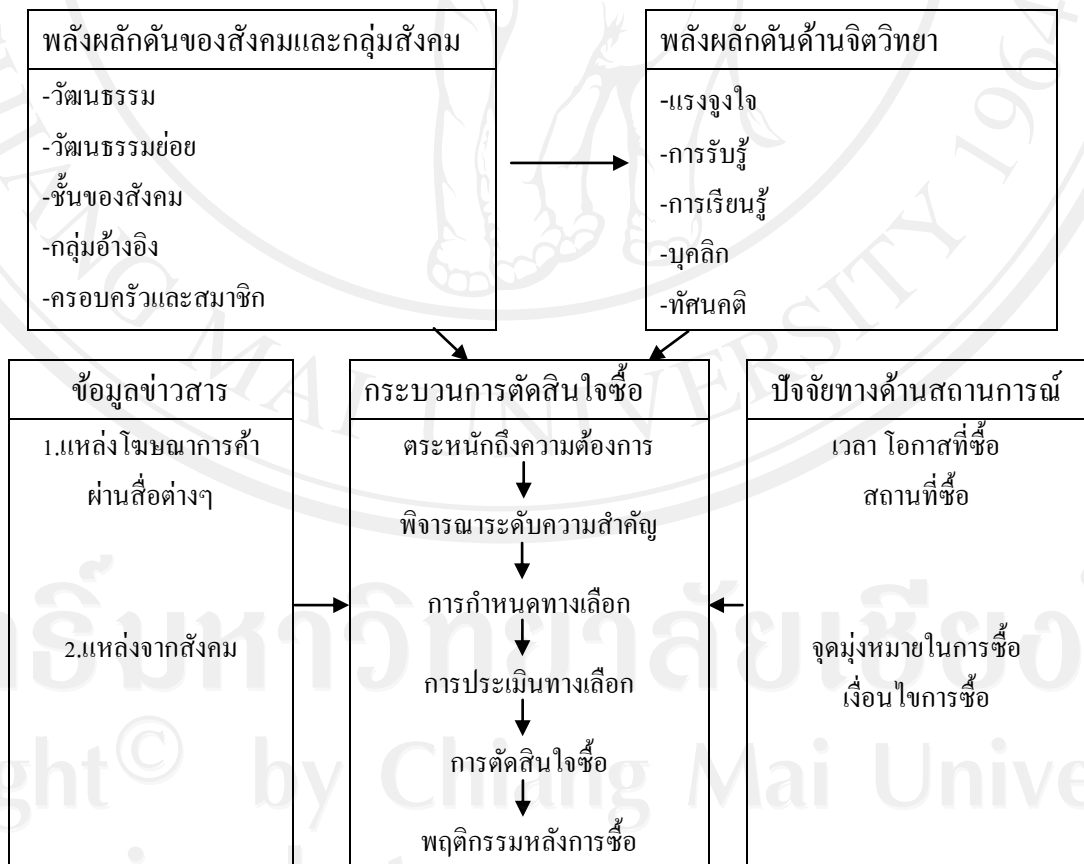 พลังผลักดันของสังคมและกลุ่มสังคม
-วัฒนธรรม
-วัฒนธรรมย่อย
-ชั้นของสังคม
-กลุ่มอ้างอิง
-ครอบครัวและสมาชิก
พลังผลักดันด้านจิตวิทยา
-แรงจูงใจ
-การรับรู้
-การเรียนรู้
-บุคลิก
-ทัศนคติ
ข้อมูลข่าวสาร
1.แหล่งโฆษณาการค้า
ผ่านสื่อต่างๆ
2.แหล่งจากสังคม
กระบวนการตัดสินใจซื้อ
ตระหนักถึงความต้องการ
พิจารณาระดับความสำคัญ
การกำหนดทางเลือก
การประเมินทางเลือก
การตัดสินใจซื้อ
พฤติกรรมหลังการซื้อ
ปัจจัยทางด้านสถานการณ์
เวลา โอกาสที่ซื้อ
สถานที่ซื้อ
จุดมุ่งหมายในการซื้อ
เงื่อนไขการซื้อ
MAI UNIVERSITY 1964
© by Chiang Mai